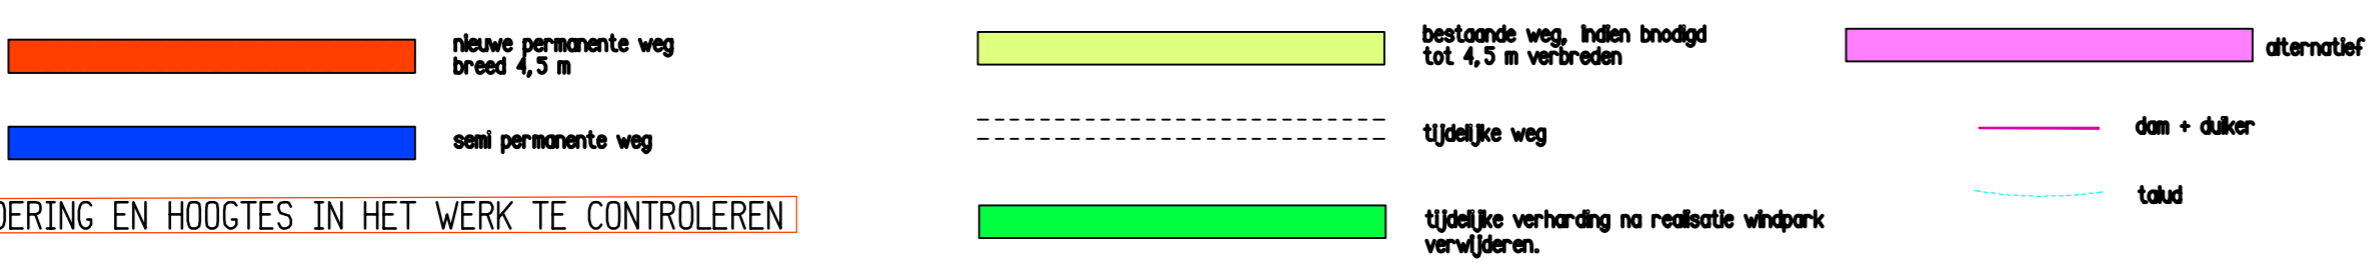 nieuwe permanente weg
breed 4,5 m
semi permanente weg
DERING EN HOOGTES IN HET WERK TE CONTROLEREN
bestaande weg, indien bnodigd
tot 4,5 m verbreden
tijdelijke weg
tijdelijke verharding na realisatie windpark
verwijderen.
alternatief
dam + duiker
talud